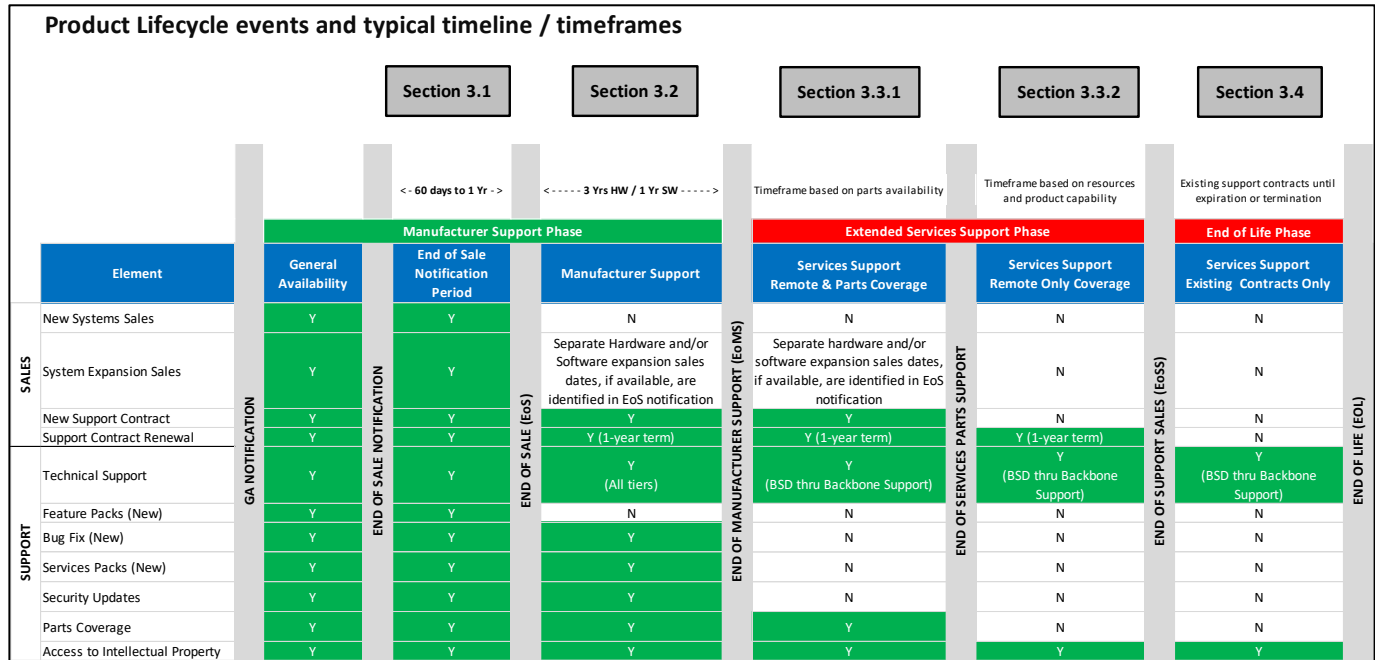 Product Lifecycle events and typical timeline / timeframes
Section 3.1
Section 3.2
Section 3.3.1
Section 3.3.2
Section 3.4
<- 60 days to 1 Yr ->
<----- 3 Yrs HW / 1 Yr SW ----->
Timeframe based on parts availability
Timeframe based on resources
and product capability
Existing support contracts until
expiration or termination
Manufacturer Support Phase
Extended Services Support Phase
End of Life Phase
Element
General
Availability
End of Sale
Notification
Period
Manufacturer Support
Services Support
Remote & Parts Coverage
Services Support
Remote Only Coverage
Services Support
Existing Contracts Only
GA NOTIFICATION
END OF SALE NOTIFICATION
END OF SALE (EoS)
END OF MANUFACTURER SUPPORT (EoMS)
END OF SERVICES PARTS SUPPORT
END OF SUPPORT SALES (EoSS)
END OF LIFE (EOL)
SALES
New Systems Sales
Y
Y
N
N
N
N
System Expansion Sales
Y
Y
Separate Hardware and/or
Software expansion sales
dates, if available, are
identified in EoS notification
Separate hardware and/or
software expansion sales dates,
if available, are identified in EoS
notification
N
N
New Support Contract
Y
Y
Y
Y
N
N
Support Contract Renewal
Y
Y
Y (1-year term)
Y (1-year term)
Y (1-year term)
N
SUPPORT
Technical Support
Y
Y
Y
(All tiers)
Y
(BSD thru Backbone Support)
Y
(BSD thru Backbone
Support)
Y
(BSD thru Backbone
Support)
Feature Packs (New)
Y
Y
N
N
N
N
Bug Fix (New)
Y
Y
Y
N
N
N
Services Packs (New)
Y
Y
Y
N
N
N
Security Updates
Y
Y
Y
N
N
N
Parts Coverage
Y
Y
Y
Y
N
N
Access to Intellectual Property
Y
Y
Y
Y
Y
Y